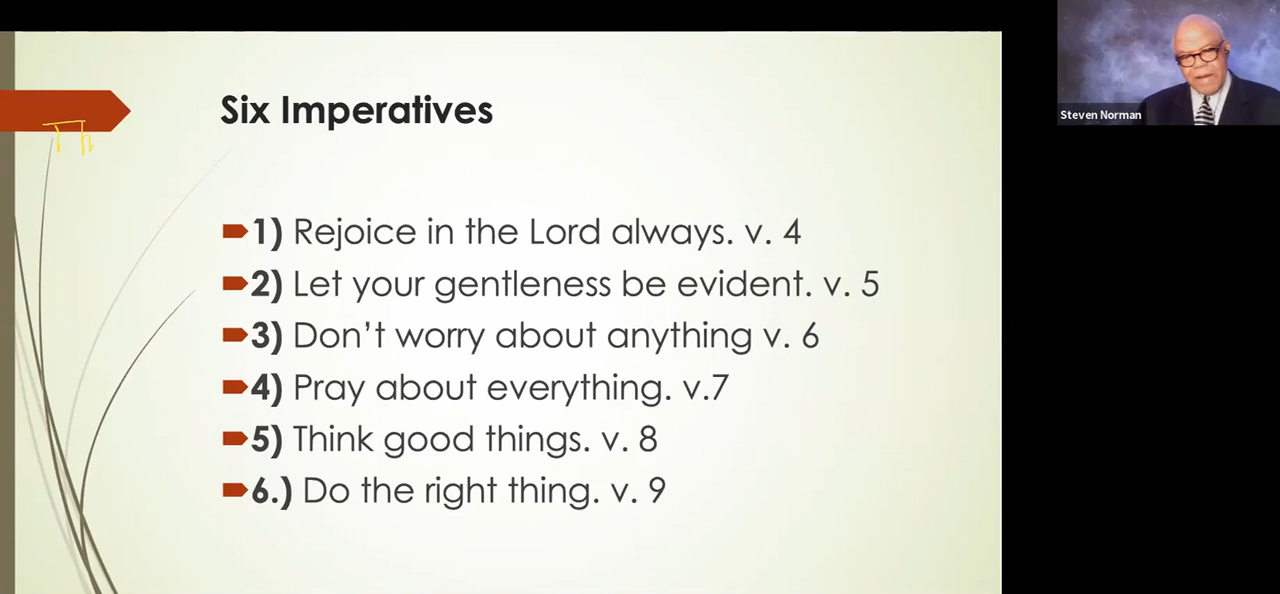 Six Imperatives
1) Rejoice in the Lord always. v. 4
2) Let your gentleness be evident. v. 5
3) Don't worry about anything v. 6
4) Pray about everything. v.7
5) Think good things. v. 8
6.) Do the right thing. v. 9
Steven Norman